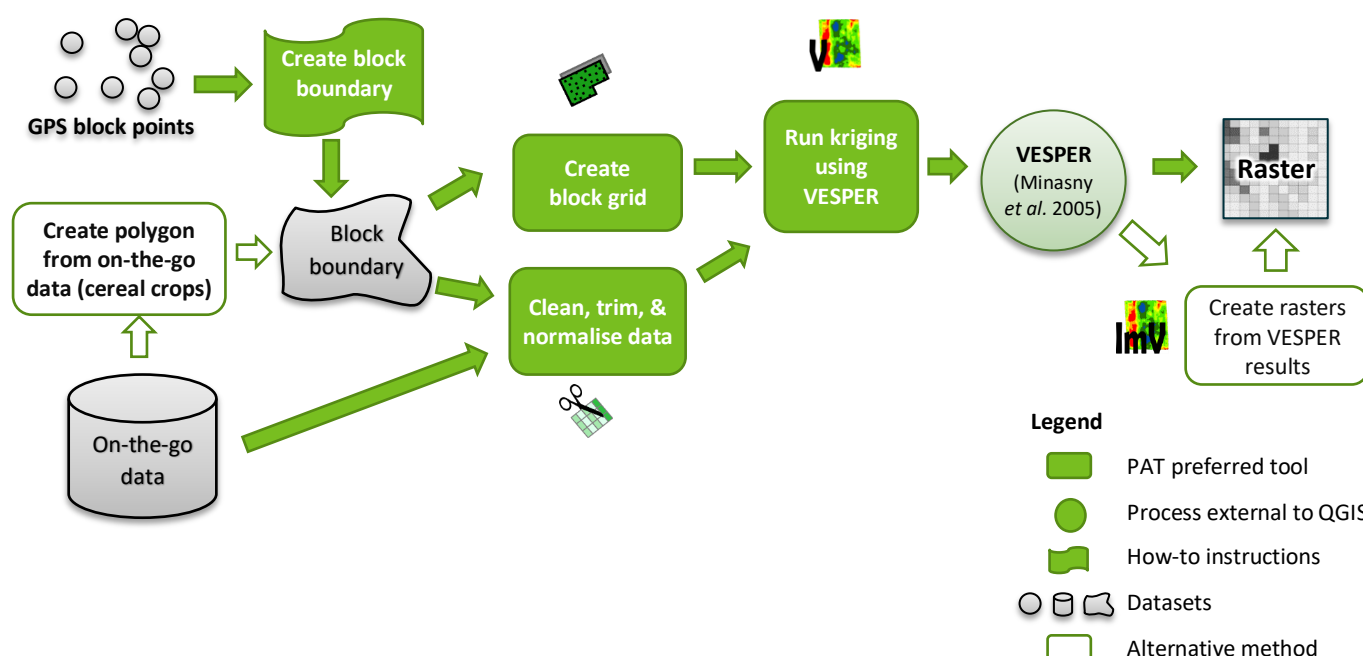 GPS block points
Create block
boundary
Create polygon
from on-the-go
data (cereal crops)
On-the-go
data
Block
boundary
Create
block grid
Clean, trim, &
normalise data
V
Run kriging
using
VESPER
VESPER
(Minasny
et al. 2005)
Raster
ImV
Create rasters
from VESPER
results
Legend
PAT preferred tool
Process external to QGIS
How-to instructions
Datasets
Alternative method